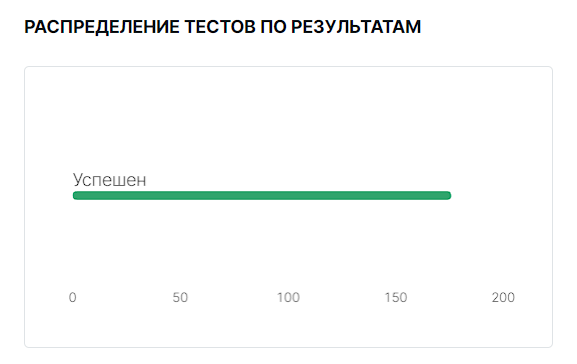 РАСПРЕДЕЛЕНИЕ ТЕСТОВ ПО РЕЗУЛЬТАТАМ
Успешен
0 50 100 150 200